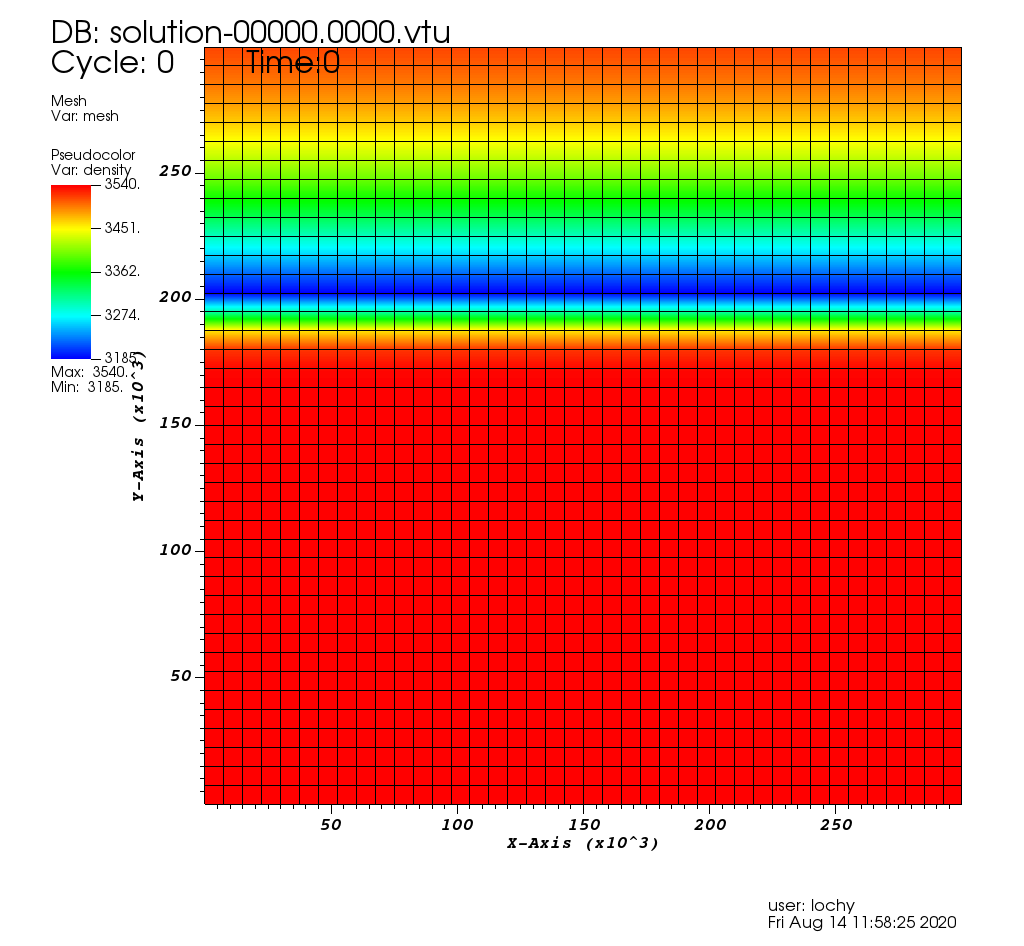 DB: solution-00000.0000.vtu
Cycle: 0 Time:0
Mesh
Var: mesh
Pseudocolor
Var: density
3540.
3451.
3362.
3274.
3185.
Max: 3540.
Min: 3185.
Y-Axis (x10^3)
250
200
150
100
50
50 100 150 200 250
X-Axis (x10^3)
user: lochy
Fri Aug 14 11:58:25 2020